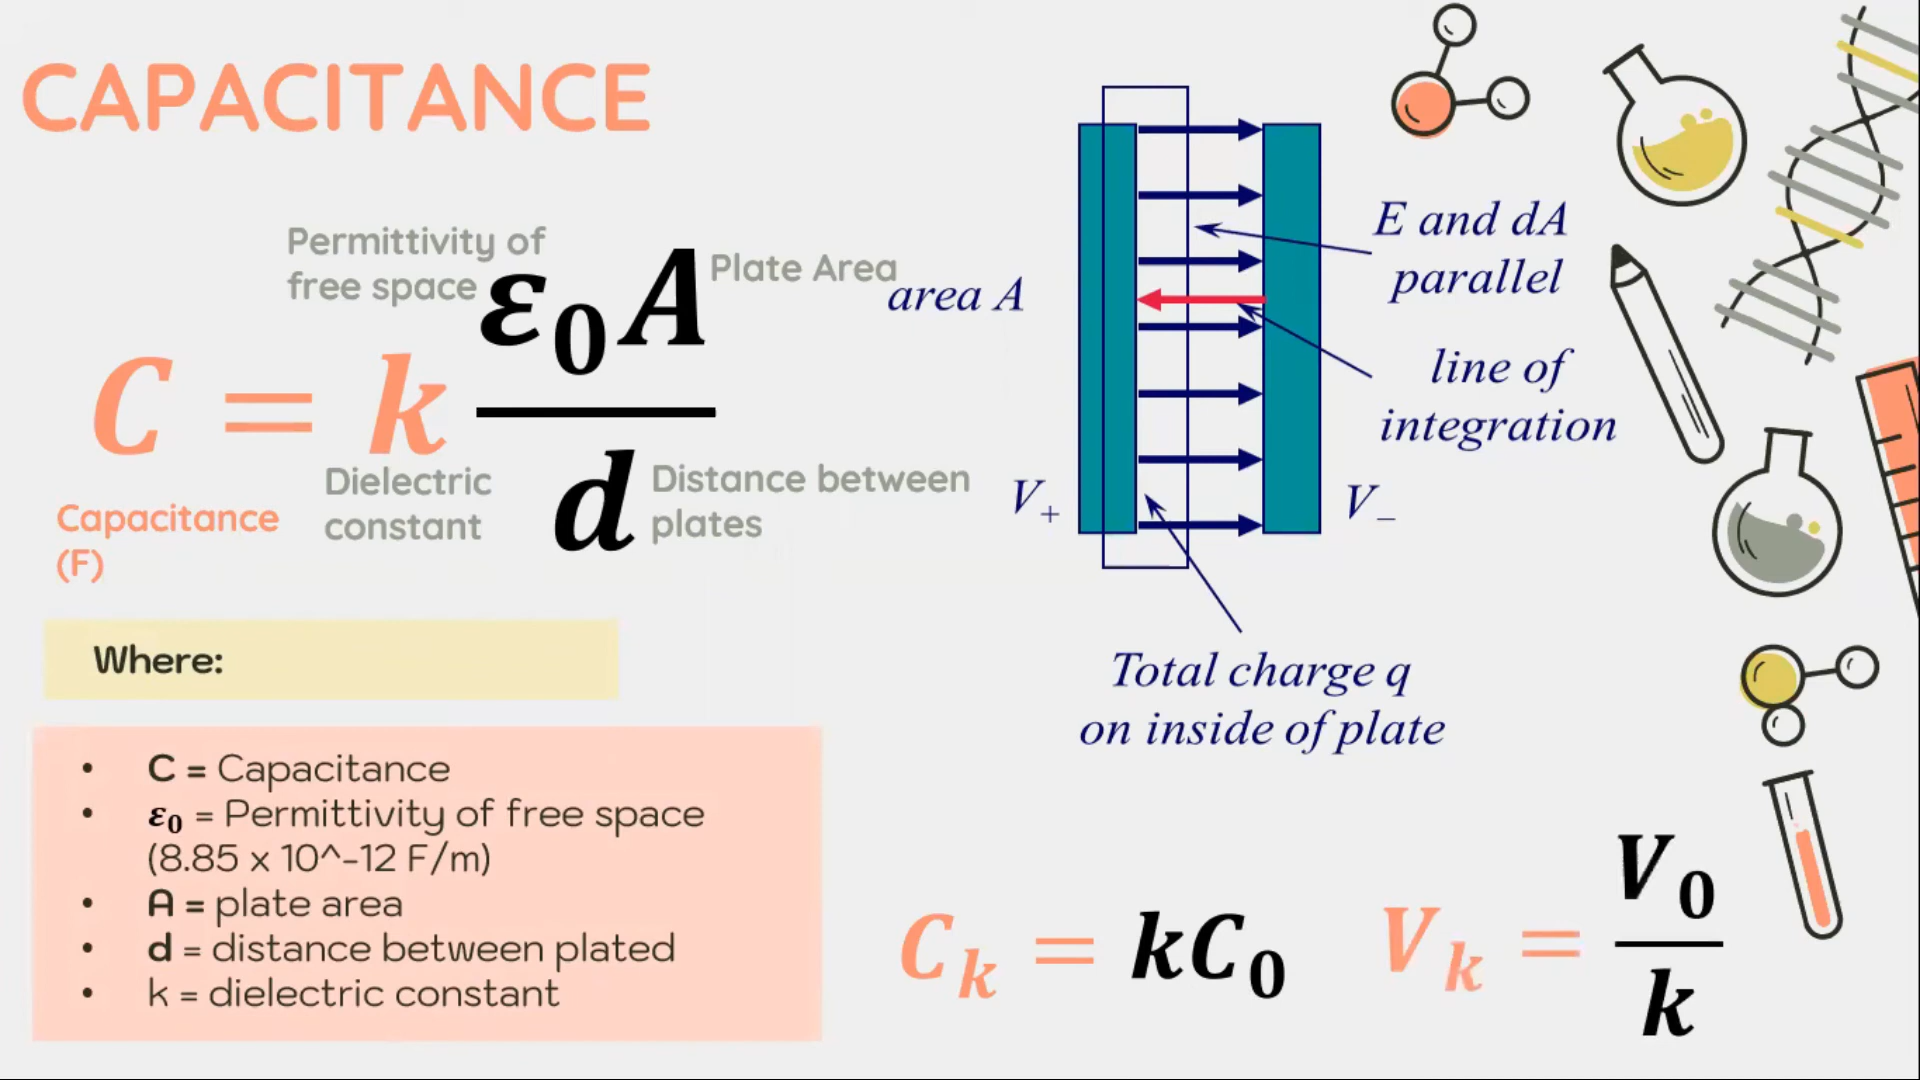 CAPACITANCE
Permittivity of
free space
ε₀A
Plate Area
C = k
d
Capacitance
(F)
Dielectric
constant
Distance between
plates
area A
E and dA
parallel
line of
integration
V₊
V₋
Total charge q
on inside of plate
Where:
• C = Capacitance
• ε₀ = Permittivity of free space
(8.85 x 10^-12 F/m)
• A = plate area
• d = distance between plated
• k = dielectric constant
Cₖ = kC₀
Vₖ = V₀
k